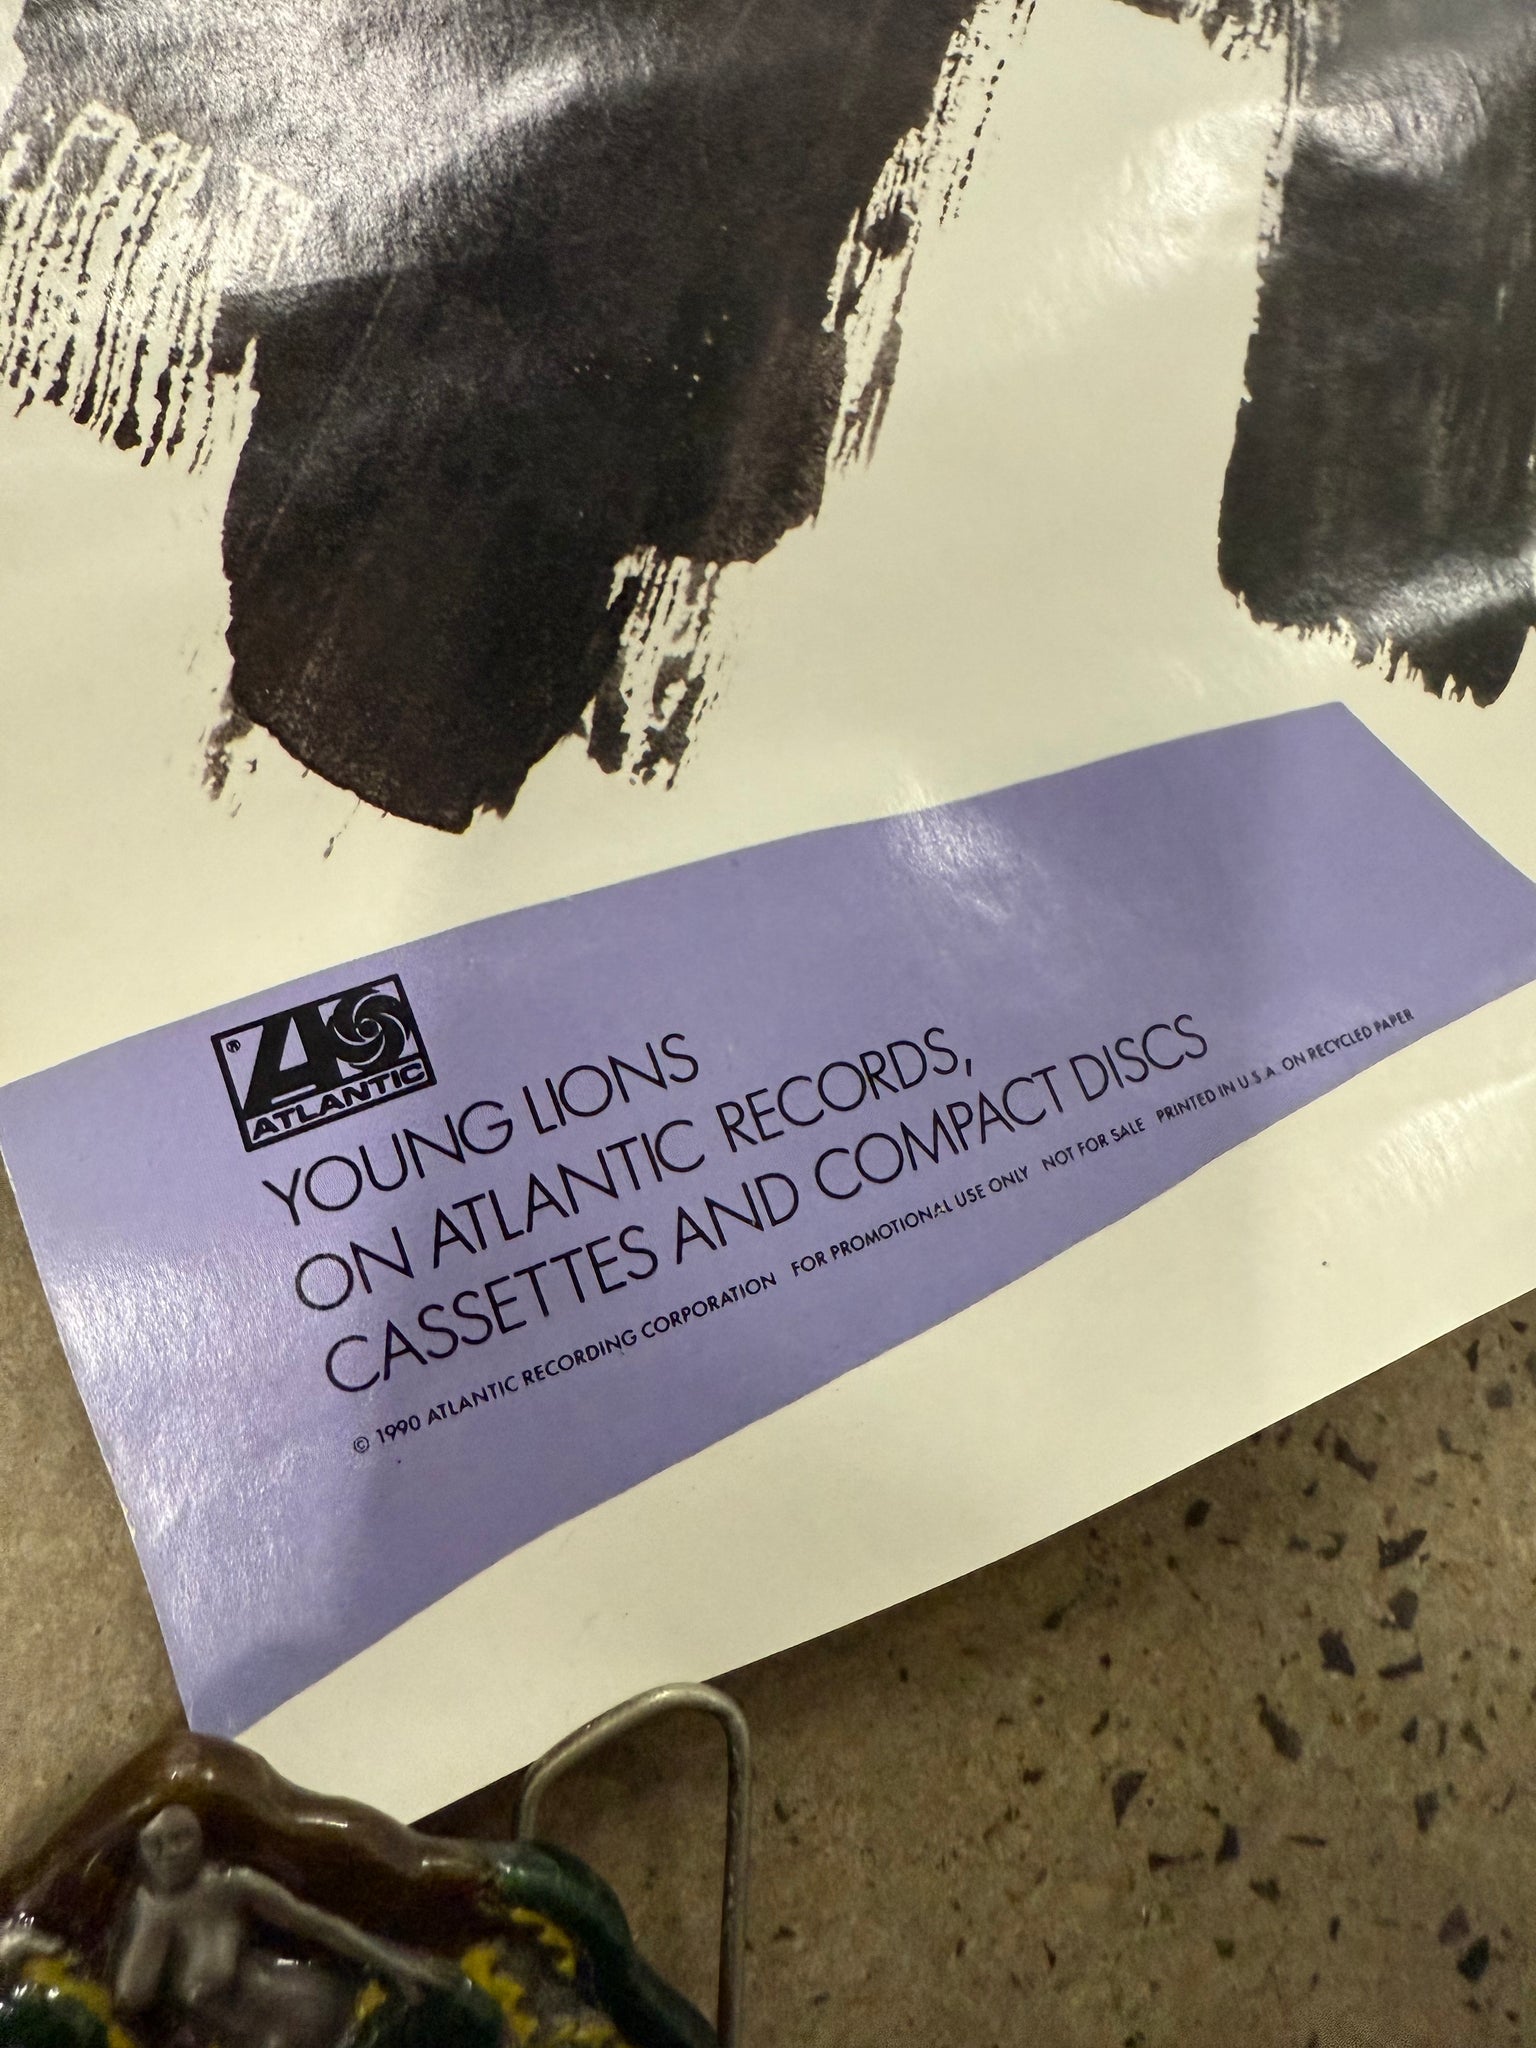 ® ATLANTIC
YOUNG LIONS
ON ATLANTIC RECORDS,
CASSETTES AND COMPACT DISCS
© 1990 ATLANTIC RECORDING CORPORATION FOR PROMOTIONAL USE ONLY NOT FOR SALE PRINTED IN U.S.A. ON RECYCLED PAPER